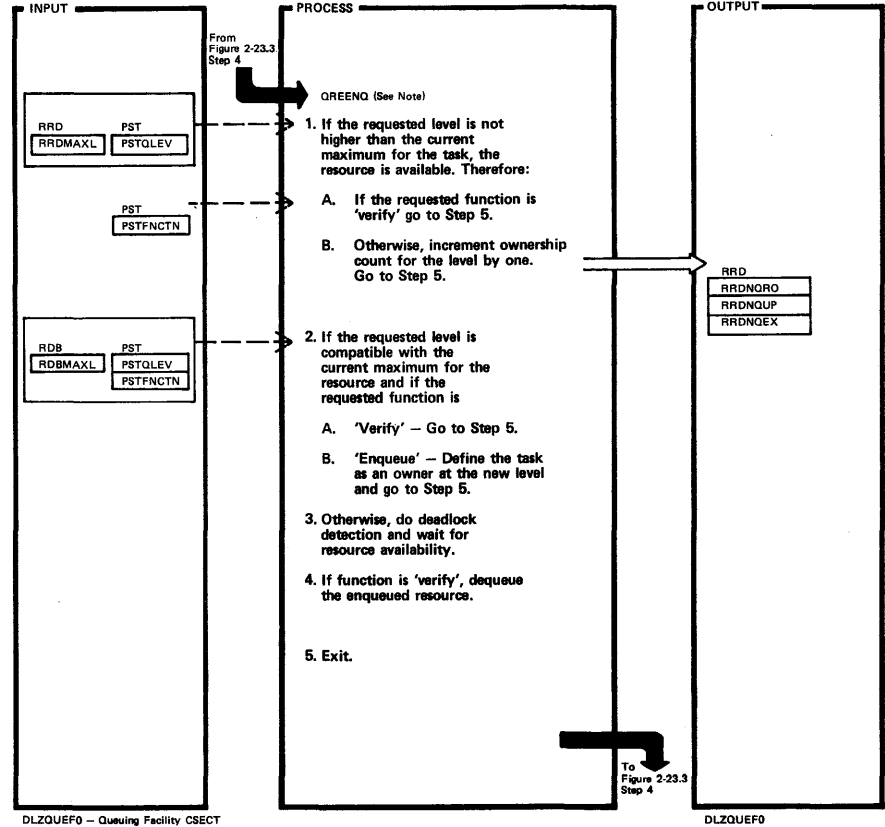 INPUT
PROCESS
OUTPUT
From
Figure 2-23.3
Step 4
QREENQ (See Note)
RRD PST
RRDMAXL PSTQLEV
1. If the requested level is not
higher than the current
maximum for the task, the
resource is available. Therefore:
PST
PSTFNCTN
A. If the requested function is
'verify' go to Step 5.
B. Otherwise, increment ownership
count for the level by one.
Go to Step 5.
RRD
RRDNQRO
RRDNQUP
RRDNQEX
RDB PST
RDBMAXL PSTQLEV
PSTFNCTN
2. If the requested level is
compatible with the
current maximum for the
resource and if the
requested function is
A. 'Verify' — Go to Step 5.
B. 'Enqueue' — Define the task
as an owner at the new level
and go to Step 5.
3. Otherwise, do deadlock
detection and wait for
resource availability.
4. If function is 'verify', dequeue
the enqueued resource.
5. Exit.
To
Figure 2-23.3
Step 4
DLZQUEF0 — Queuing Facility CSECT
DLZQUEF0